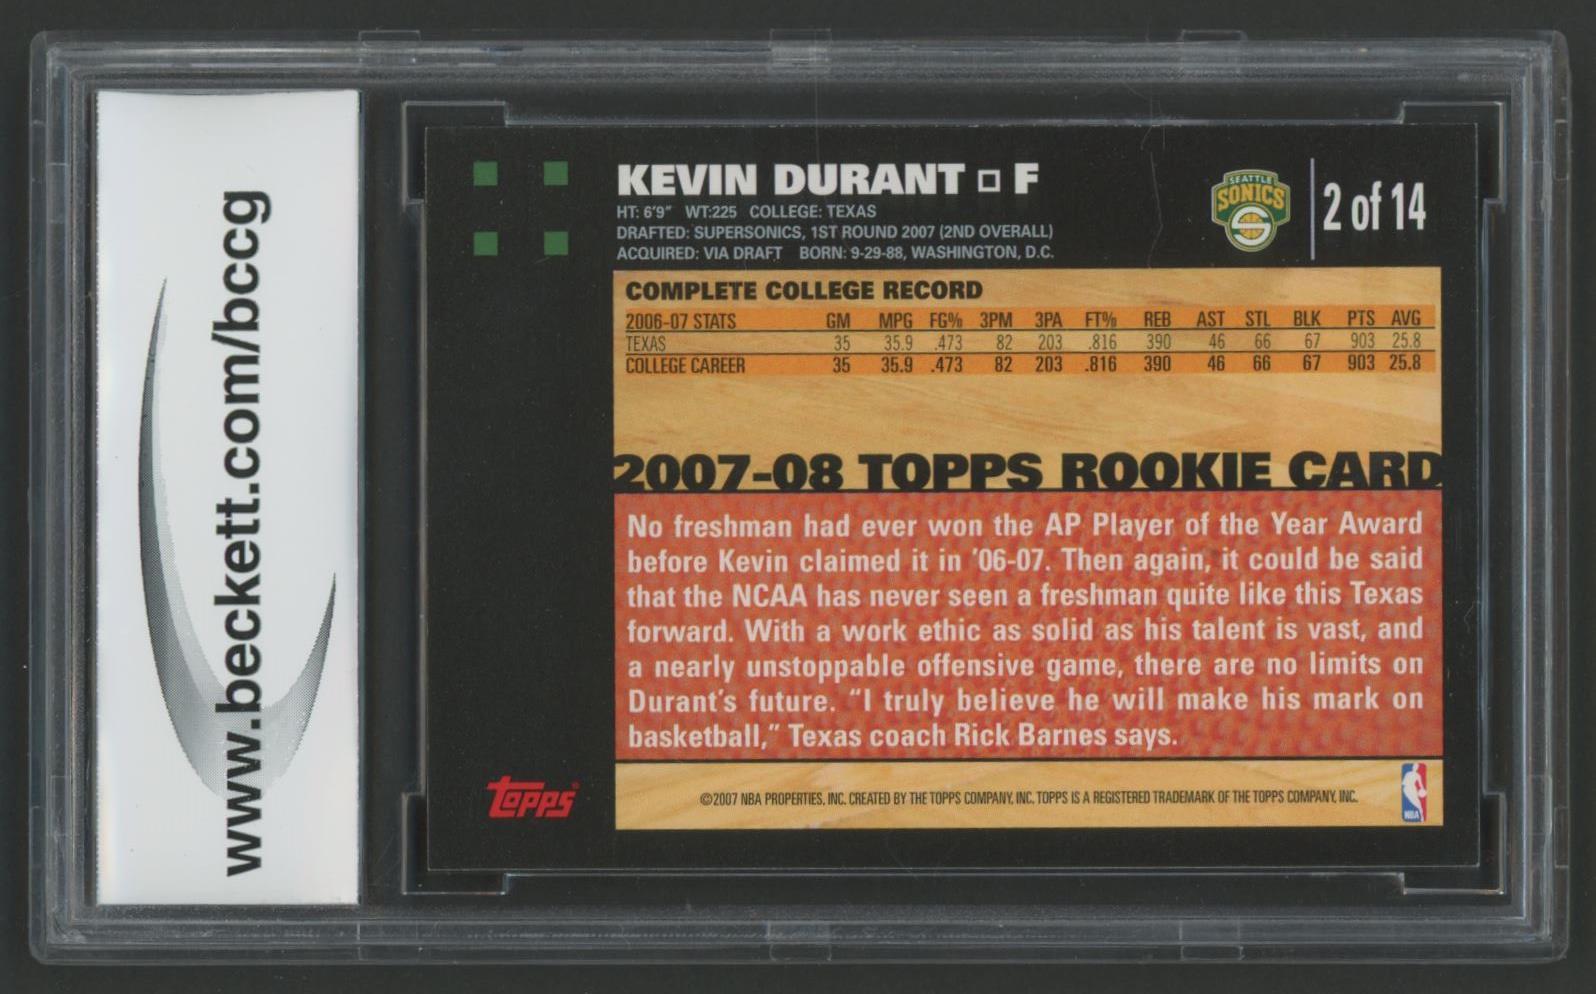 www.beckett.com/bccg
KEVIN DURANT □ F
HT: 6'9" WT:225 COLLEGE: TEXAS
DRAFTED: SUPERSONICS, 1ST ROUND 2007 (2ND OVERALL)
ACQUIRED: VIA DRAFT BORN: 9-29-88, WASHINGTON, D.C.
SEATTLE
SONICS
2 of 14
COMPLETE COLLEGE RECORD
2006-07 STATS GM MPG FG% 3PM 3PA FT% REB AST STL BLK PTS AVG
TEXAS 35 35.9 .473 82 203 .816 390 46 66 67 903 25.8
COLLEGE CAREER 35 35.9 .473 82 203 .816 390 46 66 67 903 25.8
2007-08 TOPPS ROOKIE CARD
No freshman had ever won the AP Player of the Year Award
before Kevin claimed it in '06-07. Then again, it could be said
that the NCAA has never seen a freshman quite like this Texas
forward. With a work ethic as solid as his talent is vast, and
a nearly unstoppable offensive game, there are no limits on
Durant's future. “I truly believe he will make his mark on
basketball,” Texas coach Rick Barnes says.
topps®
©2007 NBA PROPERTIES, INC. CREATED BY THE TOPPS COMPANY, INC. TOPPS IS A REGISTERED TRADEMARK OF THE TOPPS COMPANY, INC.
NBA